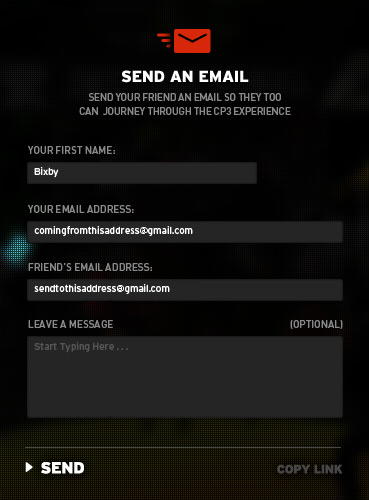 SEND AN EMAIL
SEND YOUR FRIEND AN EMAIL SO THEY TOO
CAN JOURNEY THROUGH THE CP3 EXPERIENCE
YOUR FIRST NAME:
Bixby
YOUR EMAIL ADDRESS:
comingfromthisaddress@gmail.com
FRIEND'S EMAIL ADDRESS:
sendtothisaddress@gmail.com
LEAVE A MESSAGE (OPTIONAL)
Start Typing Here . . .
SEND COPY LINK